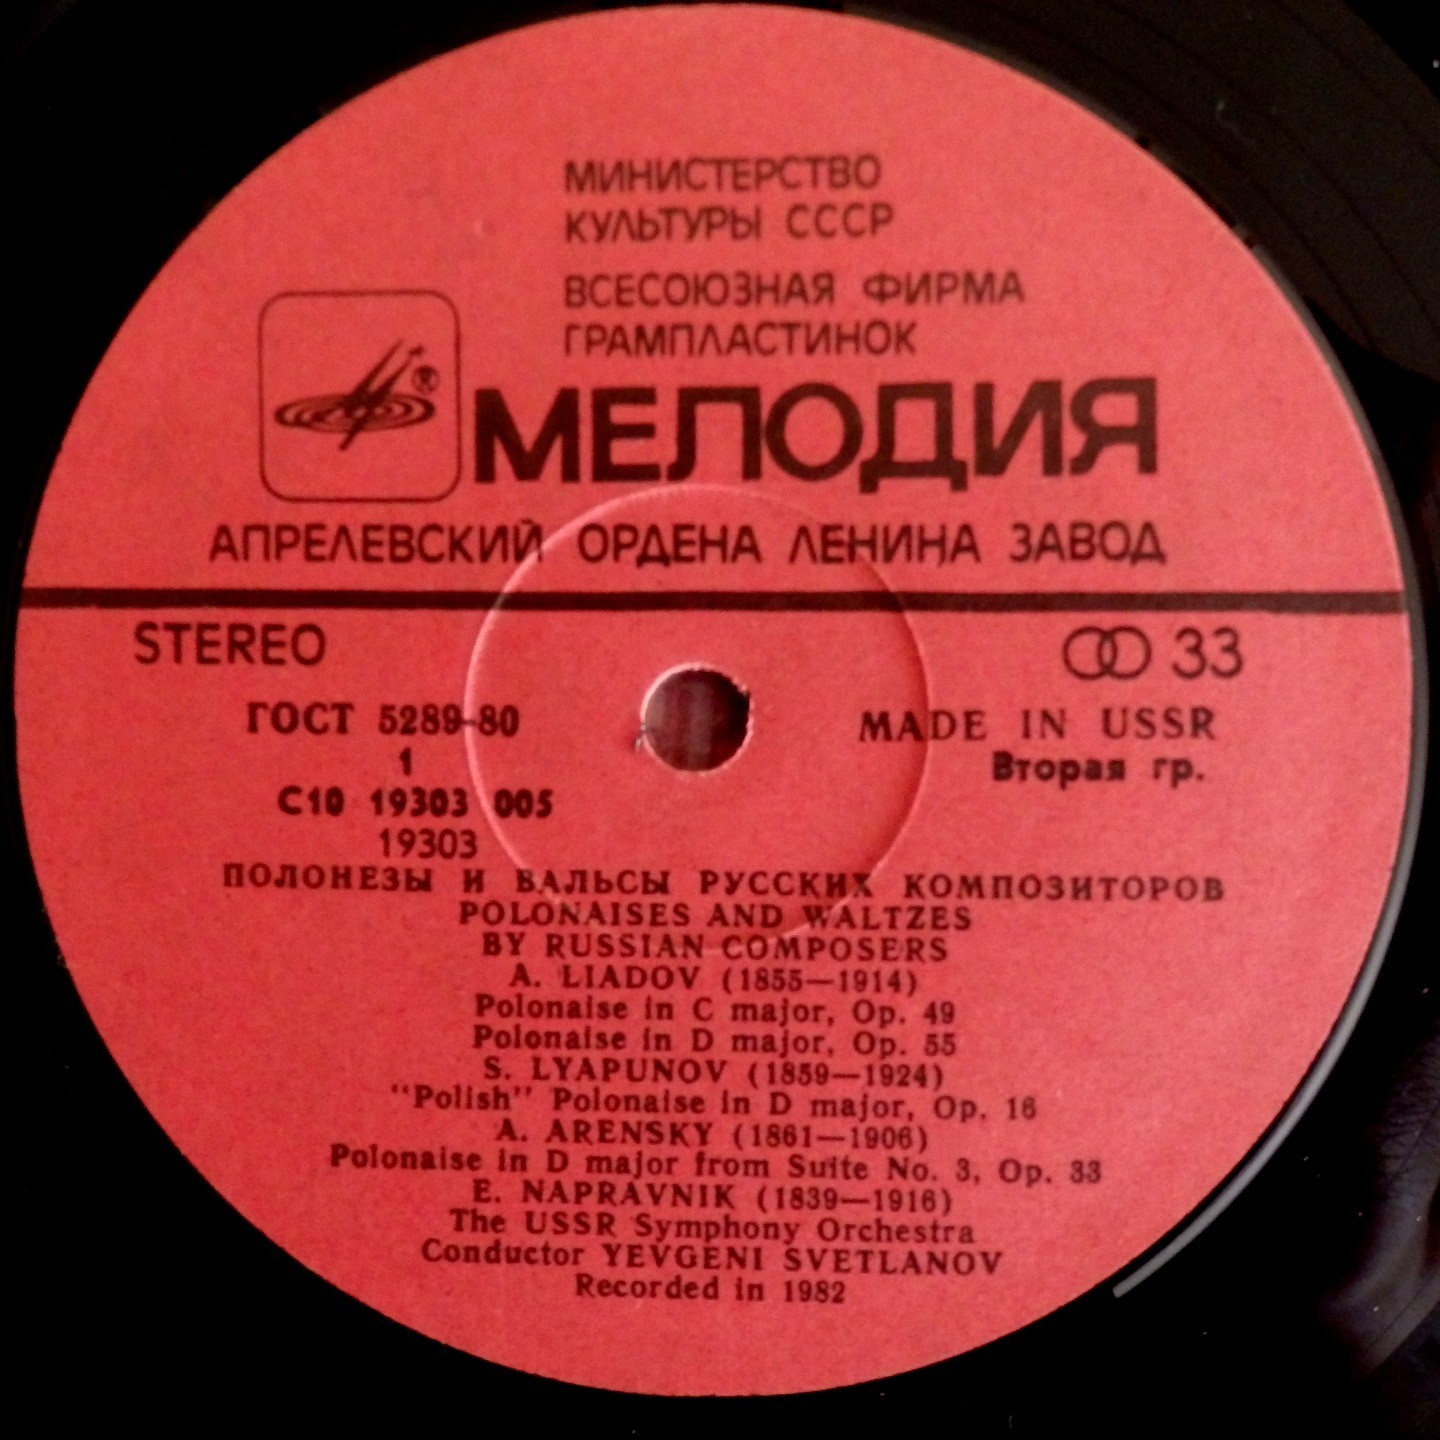 МИНИСТЕРСТВО
КУЛЬТУРЫ СССР
ВСЕСОЮЗНАЯ ФИРМА
ГРАМПЛАСТИНОК
®
МЕЛОДИЯ
АПРЕЛЕВСКИЙ ОРДЕНА ЛЕНИНА ЗАВОД
STEREO
33
ГОСТ 5289-80
MADE IN USSR
1
Вторая гр.
С10 19303 005
19303
ПОЛОНЕЗЫ И ВАЛЬСЫ РУССКИХ КОМПОЗИТОРОВ
POLONAISES AND WALTZES
BY RUSSIAN COMPOSERS
A. LIADOV (1855—1914)
Polonaise in C major, Op. 49
Polonaise in D major, Op. 55
S. LYAPUNOV (1859—1924)
"Polish" Polonaise in D major, Op. 16
A. ARENSKY (1861—1906)
Polonaise in D major from Suite No. 3, Op. 33
E. NAPRAVNIK (1839—1916)
The USSR Symphony Orchestra
Conductor YEVGENI SVETLANOV
Recorded in 1982